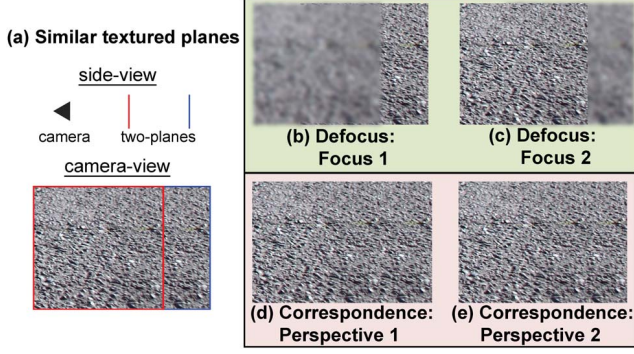 (a) Similar textured planes
side-view
camera
two-planes
camera-view
(b) Defocus:
Focus 1
(c) Defocus:
Focus 2
(d) Correspondence:
Perspective 1
(e) Correspondence:
Perspective 2